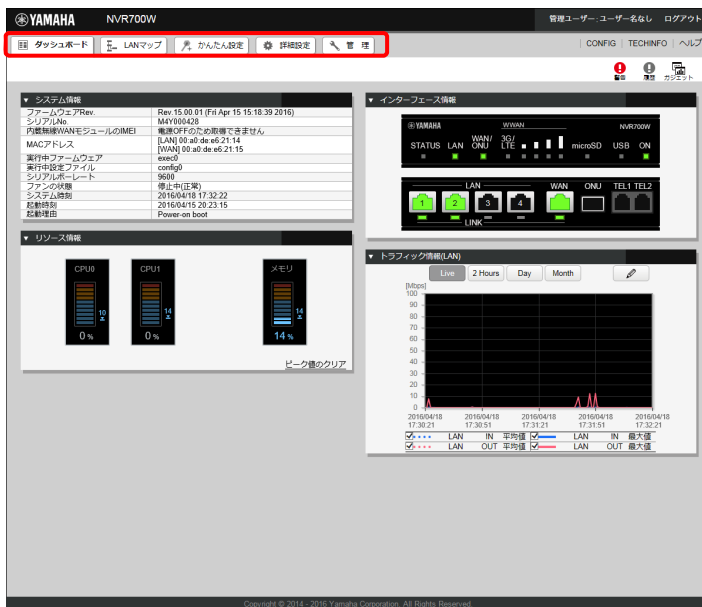 YAMAHA NVR700W 管理ユーザー:ユーザー名なし ログアウト
ダッシュボード LANマップ かんたん設定 詳細設定 管 理 CONFIG | TECHINFO | ヘルプ
警告 履歴 ガジェット
▼ システム情報
ファームウェアRev. Rev.15.00.01 (Fri Apr 15 15:18:39 2016)
シリアルNo. M4Y000428
内蔵無線WANモジュールのIMEI 電源OFFのため取得できません
MACアドレス [LAN] 00:a0:de:e6:21:14
[WAN] 00:a0:de:e6:21:15
実行中ファームウェア exec0
実行中設定ファイル config0
シリアルボーレート 9600
ファンの状態 停止中(正常)
システム時刻 2016/04/18 17:32:22
起動時刻 2016/04/15 20:23:15
起動理由 Power-on boot
▼ リソース情報
CPU0 CPU1 メモリ
10 14 14
0 % 0 % 14 %
ピーク値のクリア
▼ インターフェース情報
YAMAHA WWAN NVR700W
STATUS LAN WAN/ONU 3G/LTE microSD USB ON
LAN WAN ONU TEL1 TEL2
1 2 3 4
LINK
▼ トラフィック情報(LAN)
Live 2 Hours Day Month
[Mbps]
100
90
80
70
60
50
40
30
20
10
0
2016/04/18 2016/04/18 2016/04/18 2016/04/18 2016/04/18
17:30:21 17:30:51 17:31:21 17:31:51 17:32:21
LAN IN 平均値 LAN IN 最大値
LAN OUT 平均値 LAN OUT 最大値
Copyright © 2014 - 2016 Yamaha Corporation. All Rights Reserved.